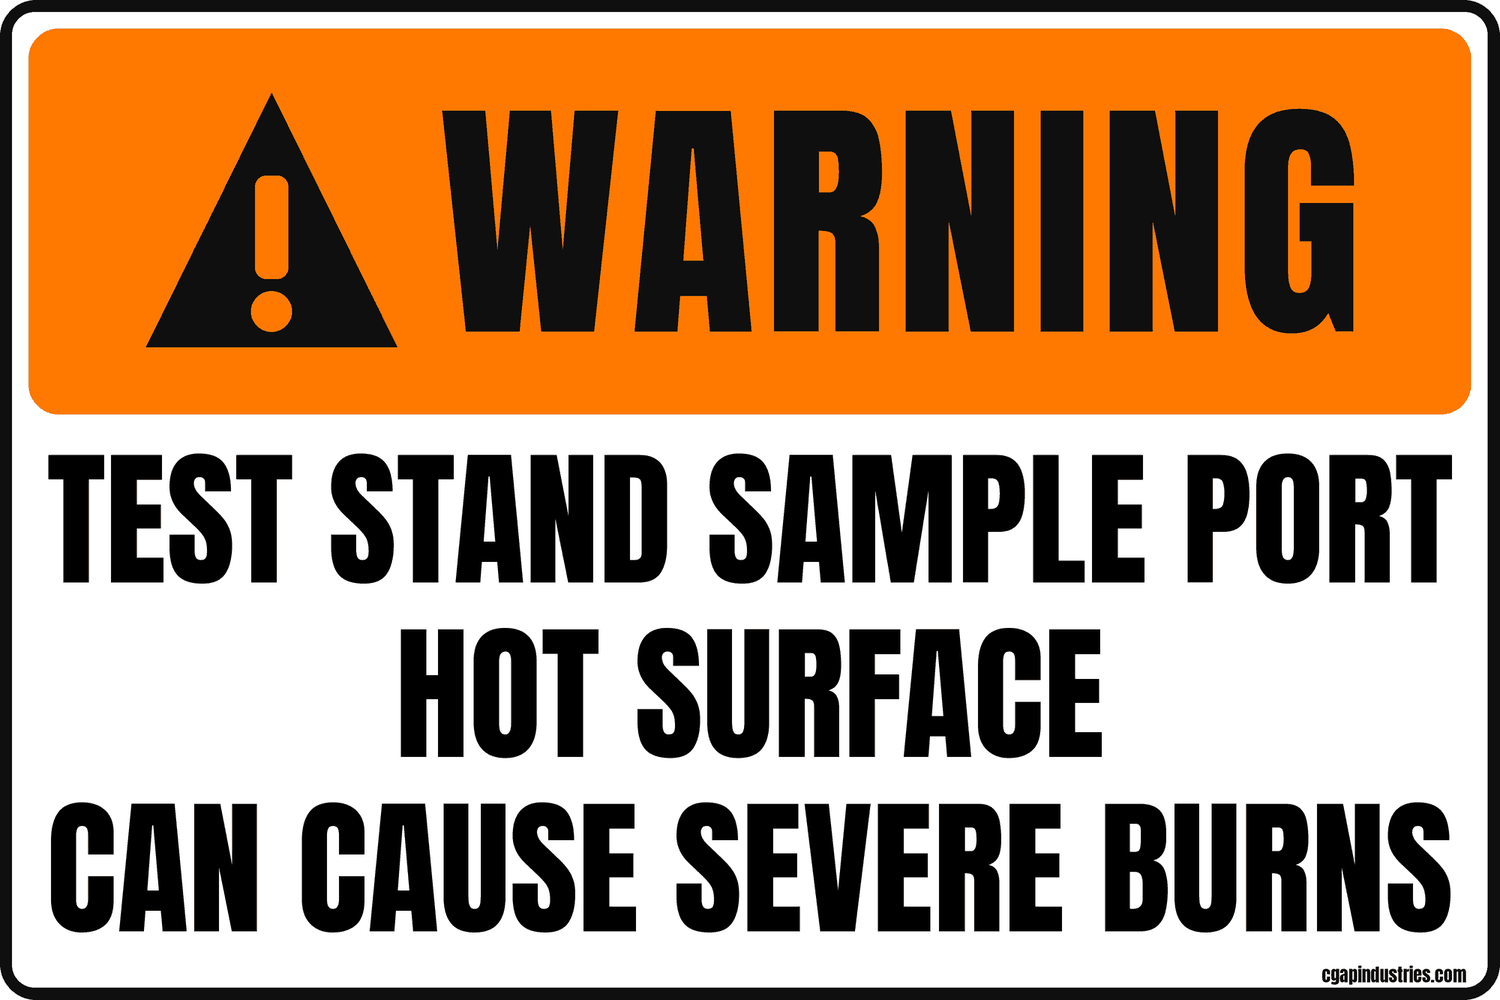 WARNING
TEST STAND SAMPLE PORT
HOT SURFACE
CAN CAUSE SEVERE BURNS
cgapindustries.com